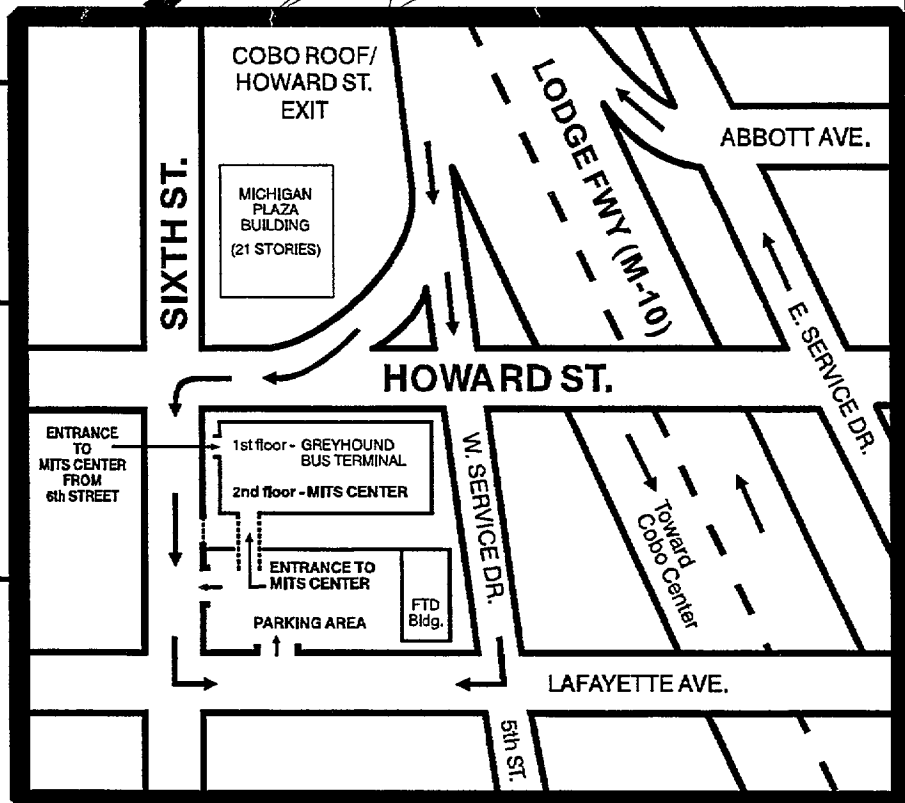 COBO ROOF/
HOWARD ST.
EXIT
LODGE FWY (M-10)
ABBOTT AVE.
SIXTH ST.
MICHIGAN
PLAZA
BUILDING
(21 STORIES)
E. SERVICE DR.
HOWARD ST.
ENTRANCE
TO
MITS CENTER
FROM
6th STREET
1st floor - GREYHOUND
BUS TERMINAL
2nd floor - MITS CENTER
W. SERVICE DR.
Toward
Cobo Center
ENTRANCE TO
MITS CENTER
FTD
Bldg.
PARKING AREA
LAFAYETTE AVE.
5th ST.